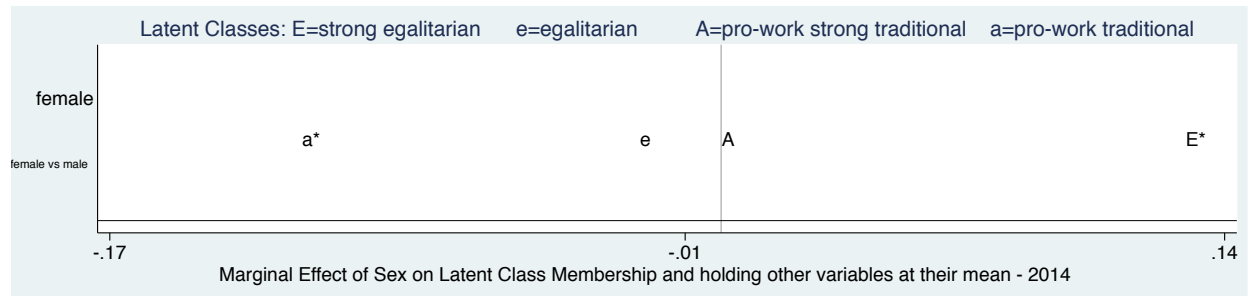 Latent Classes: E=strong egalitarian e=egalitarian A=pro-work strong traditional a=pro-work traditional
female
a* e A E*
female vs male
-.17 -.01 .14
Marginal Effect of Sex on Latent Class Membership and holding other variables at their mean - 2014